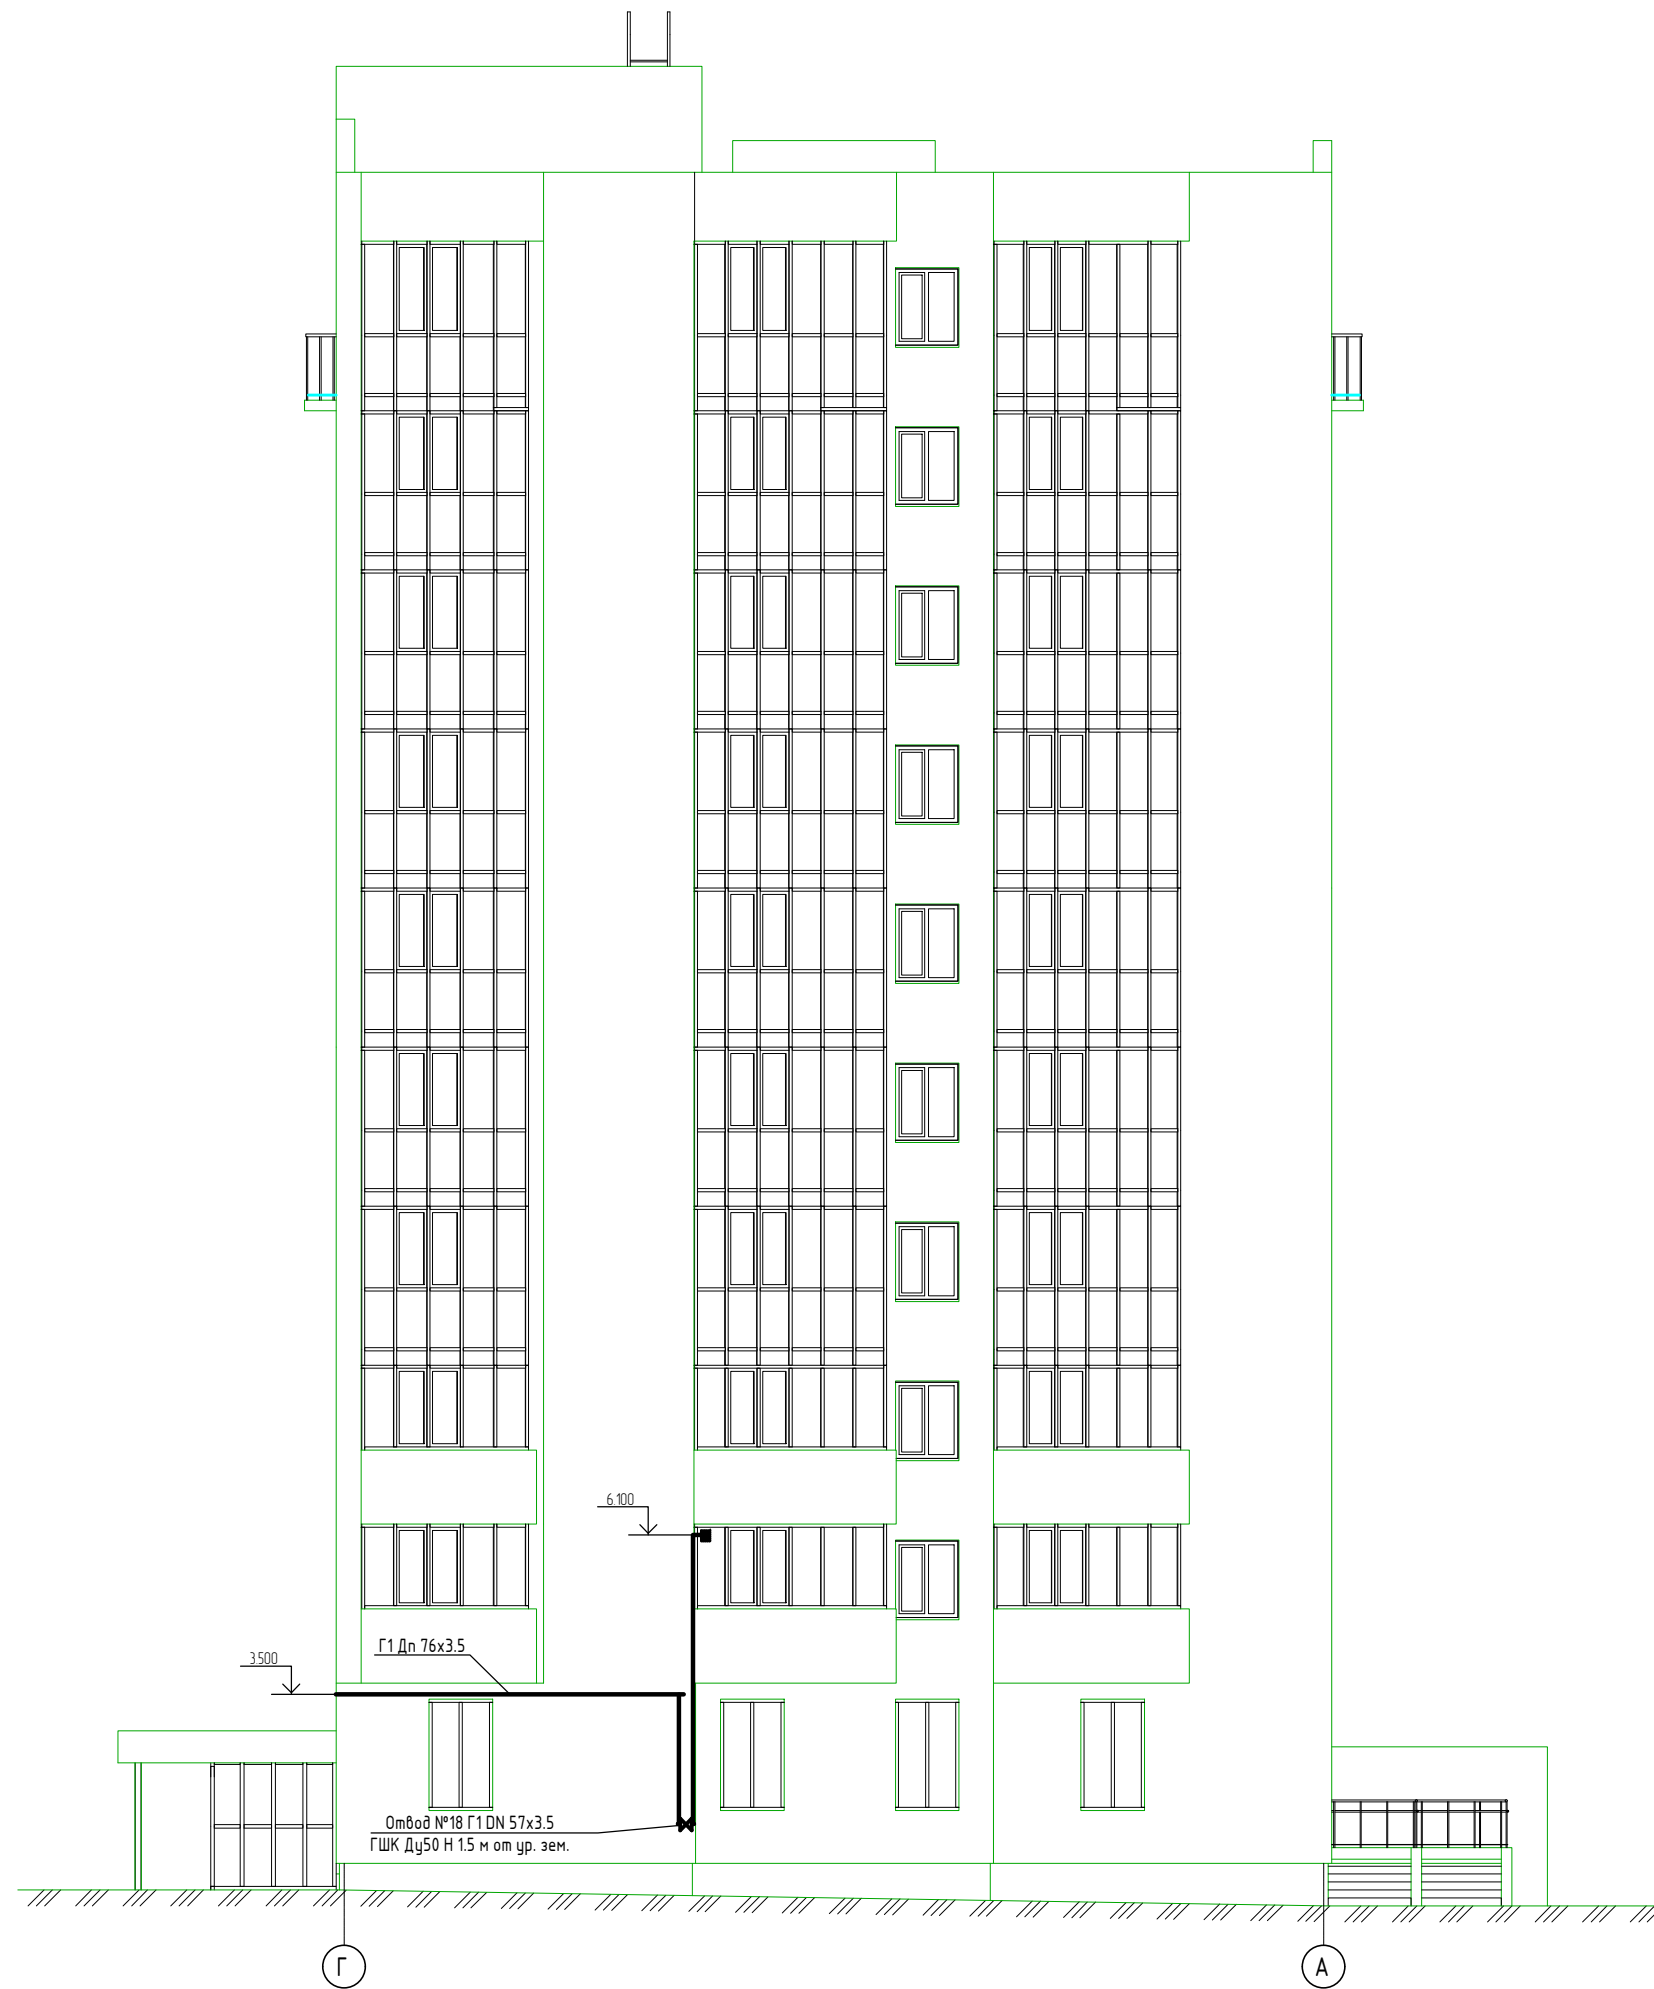 6.100
Г1 Дп 76х3.5
3.500
Отвод №18 Г1 DN 57х3.5
ГШК Ду50 Н 1.5 м от ур. зем.
Г
А